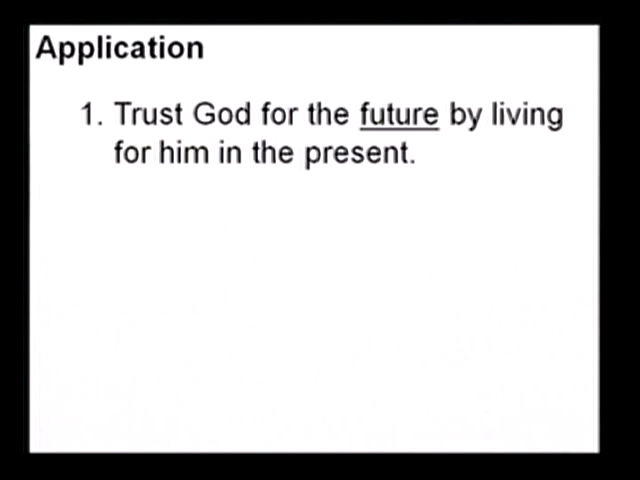 Application
1. Trust God for the future by living
for him in the present.